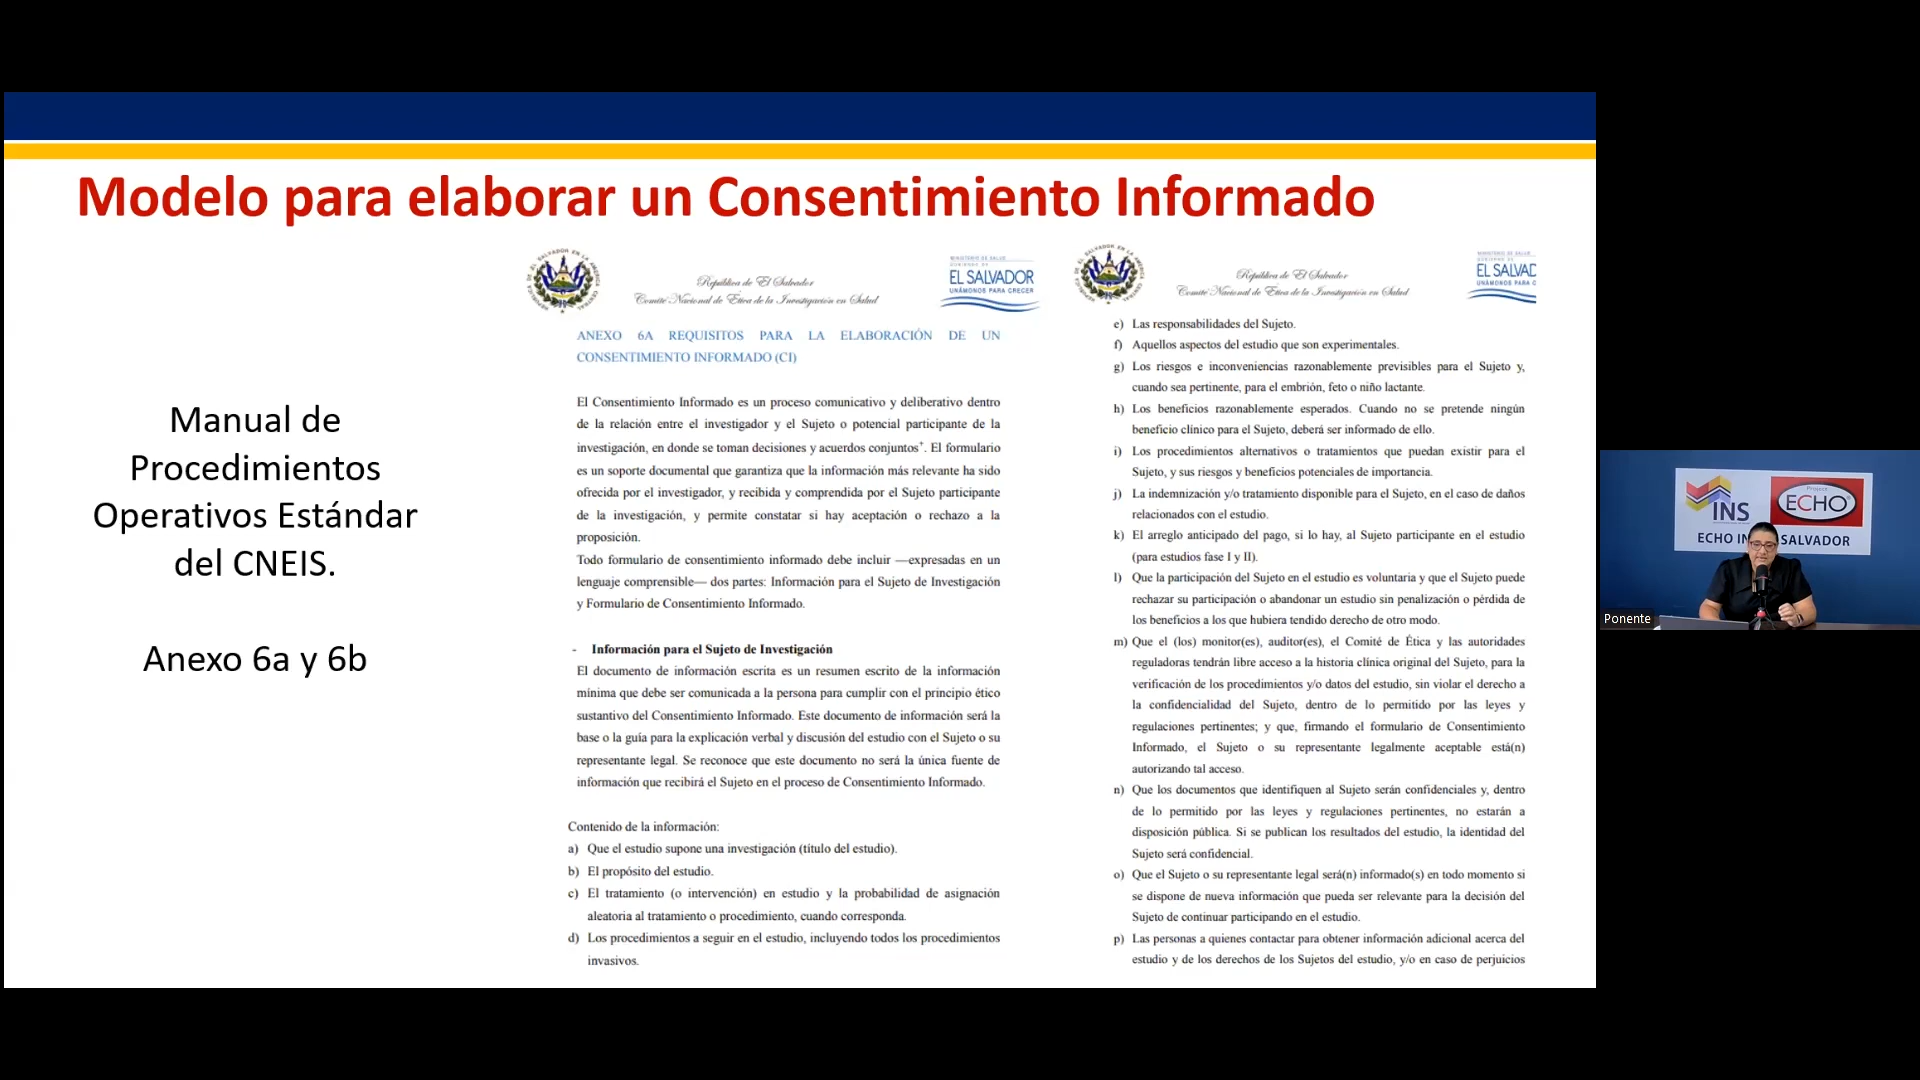 Modelo para elaborar un Consentimiento Informado
Manual de
Procedimientos
Operativos Estándar
del CNEIS.
Anexo 6a y 6b
República de El Salvador
Comité Nacional de Ética de la Investigación en Salud
MINISTERIO DE SALUD
GOBIERNO DE
EL SALVADOR
UNÁMONOS PARA CRECER
ANEXO 6A REQUISITOS PARA LA ELABORACIÓN DE UN
CONSENTIMIENTO INFORMADO (CI)
El Consentimiento Informado es un proceso comunicativo y deliberativo dentro
de la relación entre el investigador y el Sujeto o potencial participante de la
investigación, en donde se toman decisiones y acuerdos conjuntos+. El formulario
es un soporte documental que garantiza que la información más relevante ha sido
ofrecida por el investigador, y recibida y comprendida por el Sujeto participante
de la investigación, y permite constatar si hay aceptación o rechazo a la
proposición.
Todo formulario de consentimiento informado debe incluir —expresadas en un
lenguaje comprensible— dos partes: Información para el Sujeto de Investigación
y Formulario de Consentimiento Informado.
- Información para el Sujeto de Investigación
El documento de información escrita es un resumen escrito de la información
mínima que debe ser comunicada a la persona para cumplir con el principio ético
sustantivo del Consentimiento Informado. Este documento de información será la
base o la guía para la explicación verbal y discusión del estudio con el Sujeto o su
representante legal. Se reconoce que este documento no será la única fuente de
información que recibirá el Sujeto en el proceso de Consentimiento Informado.
Contenido de la información:
a) Que el estudio supone una investigación (título del estudio).
b) El propósito del estudio.
c) El tratamiento (o intervención) en estudio y la probabilidad de asignación
aleatoria al tratamiento o procedimiento, cuando corresponda.
d) Los procedimientos a seguir en el estudio, incluyendo todos los procedimientos
invasivos.
República de El Salvador
Comité Nacional de Ética de la Investigación en Salud
MINISTERIO DE SALUD
GOBIERNO DE
EL SALVAD
UNÁMONOS PARA C
e) Las responsabilidades del Sujeto.
f) Aquellos aspectos del estudio que son experimentales.
g) Los riesgos e inconveniencias razonablemente previsibles para el Sujeto y,
cuando sea pertinente, para el embrión, feto o niño lactante.
h) Los beneficios razonablemente esperados. Cuando no se pretende ningún
beneficio clínico para el Sujeto, deberá ser informado de ello.
i) Los procedimientos alternativos o tratamientos que puedan existir para el
Sujeto, y sus riesgos y beneficios potenciales de importancia.
j) La indemnización y/o tratamiento disponible para el Sujeto, en el caso de daños
relacionados con el estudio.
k) El arreglo anticipado del pago, si lo hay, al Sujeto participante en el estudio
(para estudios fase I y II).
l) Que la participación del Sujeto en el estudio es voluntaria y que el Sujeto puede
rechazar su participación o abandonar un estudio sin penalización o pérdida de
los beneficios a los que hubiera tendido derecho de otro modo.
m) Que el (los) monitor(es), auditor(es), el Comité de Ética y las autoridades
reguladoras tendrán libre acceso a la historia clínica original del Sujeto, para la
verificación de los procedimientos y/o datos del estudio, sin violar el derecho a
la confidencialidad del Sujeto, dentro de lo permitido por las leyes y
regulaciones pertinentes; y que, firmando el formulario de Consentimiento
Informado, el Sujeto o su representante legalmente aceptable está(n)
autorizando tal acceso.
n) Que los documentos que identifiquen al Sujeto serán confidenciales y, dentro
de lo permitido por las leyes y regulaciones pertinentes, no estarán a
disposición pública. Si se publican los resultados del estudio, la identidad del
Sujeto será confidencial.
o) Que el Sujeto o su representante legal será(n) informado(s) en todo momento si
se dispone de nueva información que pueda ser relevante para la decisión del
Sujeto de continuar participando en el estudio.
p) Las personas a quienes contactar para obtener información adicional acerca del
estudio y de los derechos de los Sujetos del estudio, y/o en caso de perjuicios
INS
Project
ECHO
ECHO IN SALVADOR
Ponente